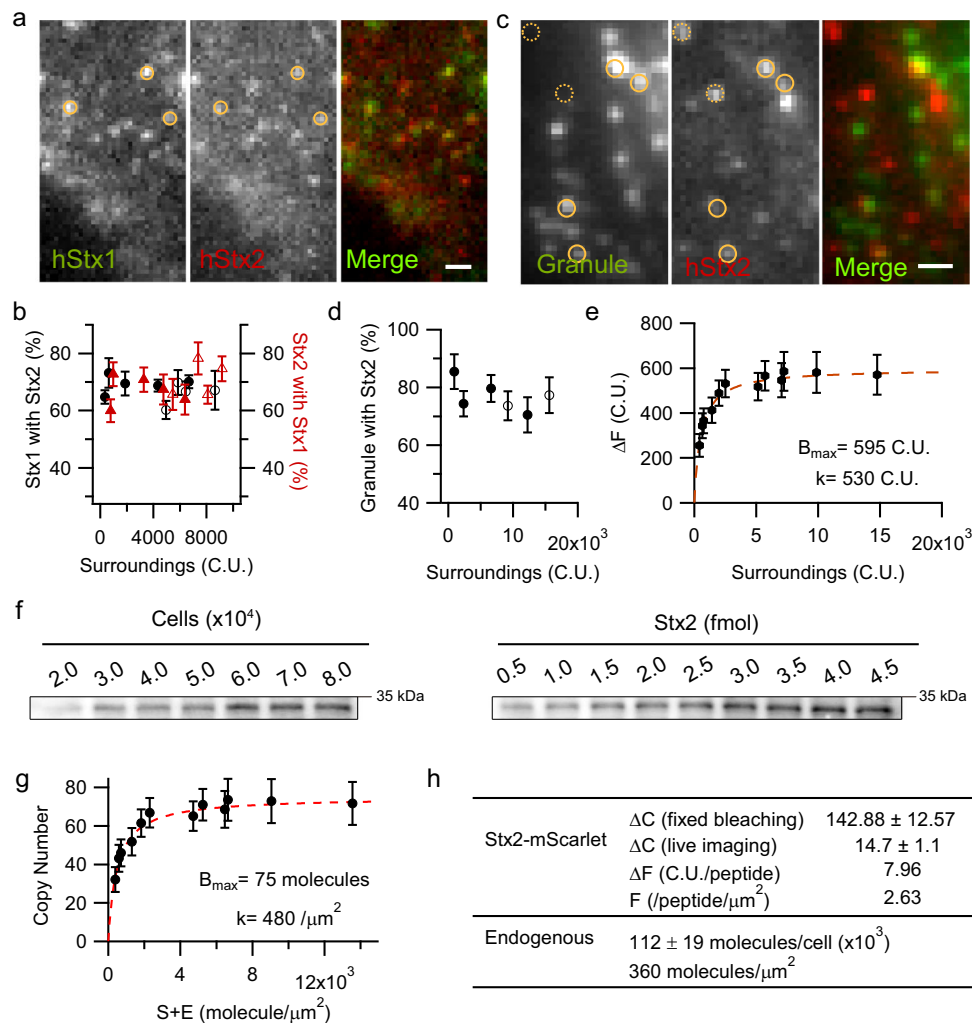 a
hStx1
hStx2
Merge
c
Granule
hStx2
Merge
b
Stx1 with Stx2 (%)
80
60
40
80
60
40
Stx2 with Stx1 (%)
0
4000
8000
Surroundings (C.U.)
d
Granule with Stx2 (%)
100
80
60
40
0
10
20x10³
Surroundings (C.U.)
e
ΔF (C.U.)
600
400
200
0
Bmax= 595 C.U.
k= 530 C.U.
0
5
10
15
20x10³
Surroundings (C.U.)
f
Cells (x10⁴)
2.0 3.0 4.0 5.0 6.0 7.0 8.0
35 kDa
Stx2 (fmol)
0.5 1.0 1.5 2.0 2.5 3.0 3.5 4.0 4.5
35 kDa
g
Copy Number
80
60
40
20
0
Bmax= 75 molecules
k= 480 /μm²
0
4
8
12x10³
S+E (molecule/μm²)
h
Stx2-mScarlet
ΔC (fixed bleaching) 142.88 ± 12.57
ΔC (live imaging) 14.7 ± 1.1
ΔF (C.U./peptide) 7.96
F (/peptide/μm²) 2.63
Endogenous 112 ± 19 molecules/cell (x10³)
360 molecules/μm²